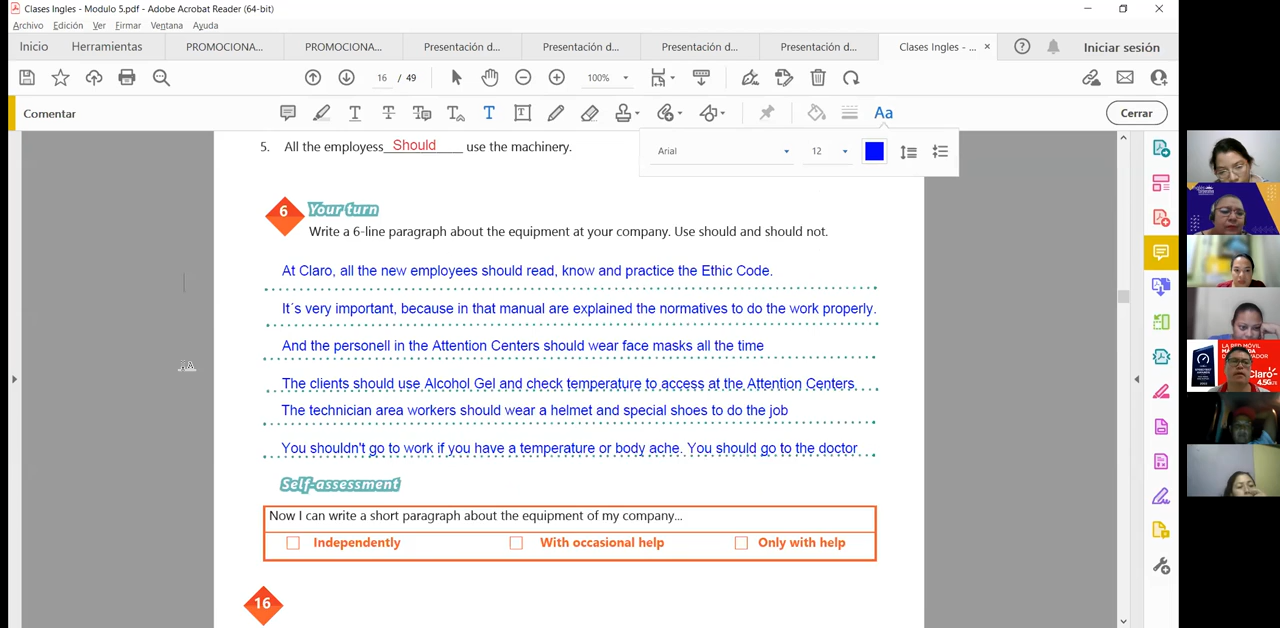 Clases Ingles - Modulo 5.pdf - Adobe Acrobat Reader (64-bit)
Archivo Edición Ver Firmar Ventana Ayuda
Inicio Herramientas PROMOCIONA... PROMOCIONA... Presentación d... Presentación d... Presentación d... Presentación d... Clases Ingles - ... × Iniciar sesión
16 / 49 100%
Comentar Cerrar
Arial 12
5. All the employess Should use the machinery.
6 Your turn
Write a 6-line paragraph about the equipment at your company. Use should and should not.
At Claro, all the new employees should read, know and practice the Ethic Code.
It´s very important, because in that manual are explained the normatives to do the work properly.
And the personell in the Attention Centers should wear face masks all the time
The clients should use Alcohol Gel and check temperature to access at the Attention Centers
The technician area workers should wear a helmet and special shoes to do the job
You shouldn't go to work if you have a temperature or body ache. You should go to the doctor
Self-assessment
Now I can write a short paragraph about the equipment of my company...
Independently With occasional help Only with help
16
Claro
4.5G